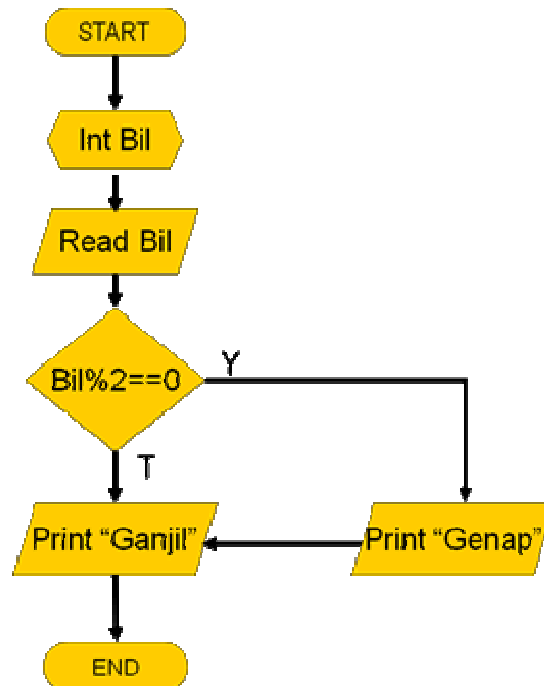 START
Int Bil
Read Bil
Bil%2==0
Y
T
Print “Ganjil”
Print “Genap”
END